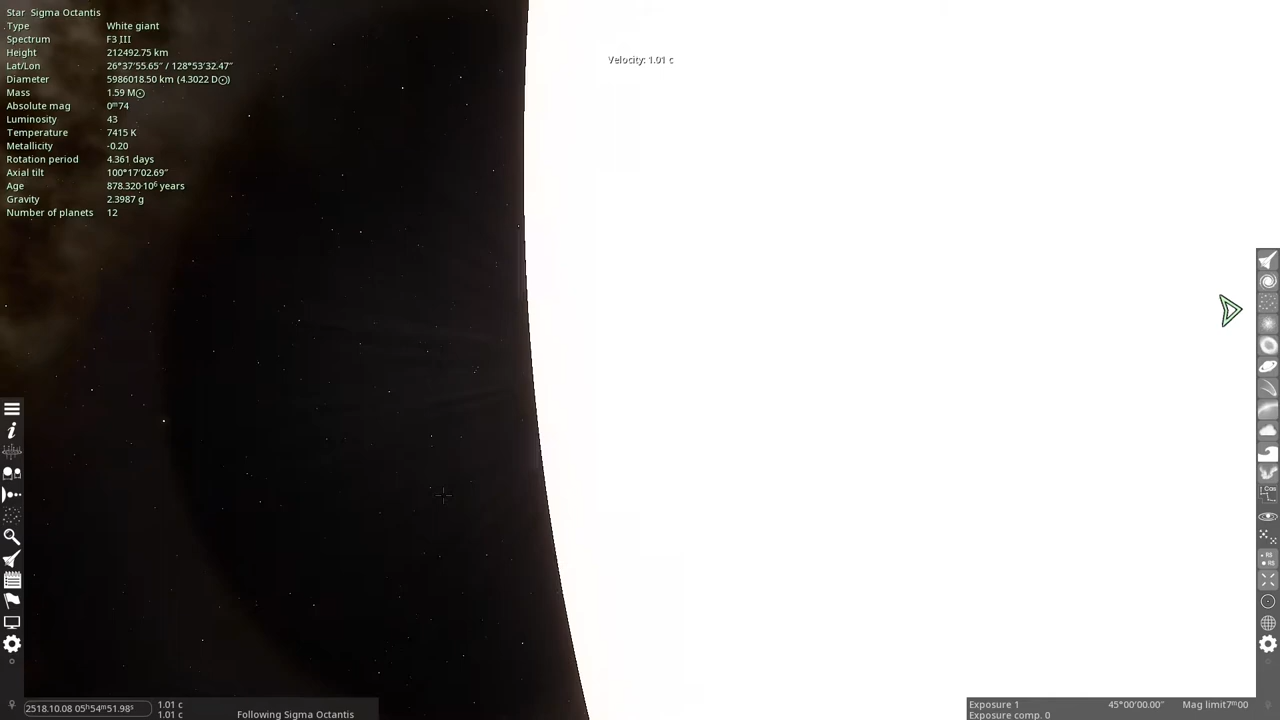 Star Sigma Octantis
Type White giant
Spectrum F3 III
Height 212492.75 km
Lat/Lon 26°37′55.65″ / 128°53′32.47″
Diameter 5986018.50 km (4.3022 D☉)
Mass 1.59 M☉
Absolute mag 0ᵐ74
Luminosity 43
Temperature 7415 K
Metallicity -0.20
Rotation period 4.361 days
Axial tilt 100°17′02.69″
Age 878.320·10⁶ years
Gravity 2.3987 g
Number of planets 12
Velocity: 1.01 c
2518.10.08 05ʰ54ᵐ51.98ˢ
1.01 c
1.01 c
Following Sigma Octantis
Exposure 1 45°00′00.00″ Mag limit7ᵐ00
Exposure comp. 0